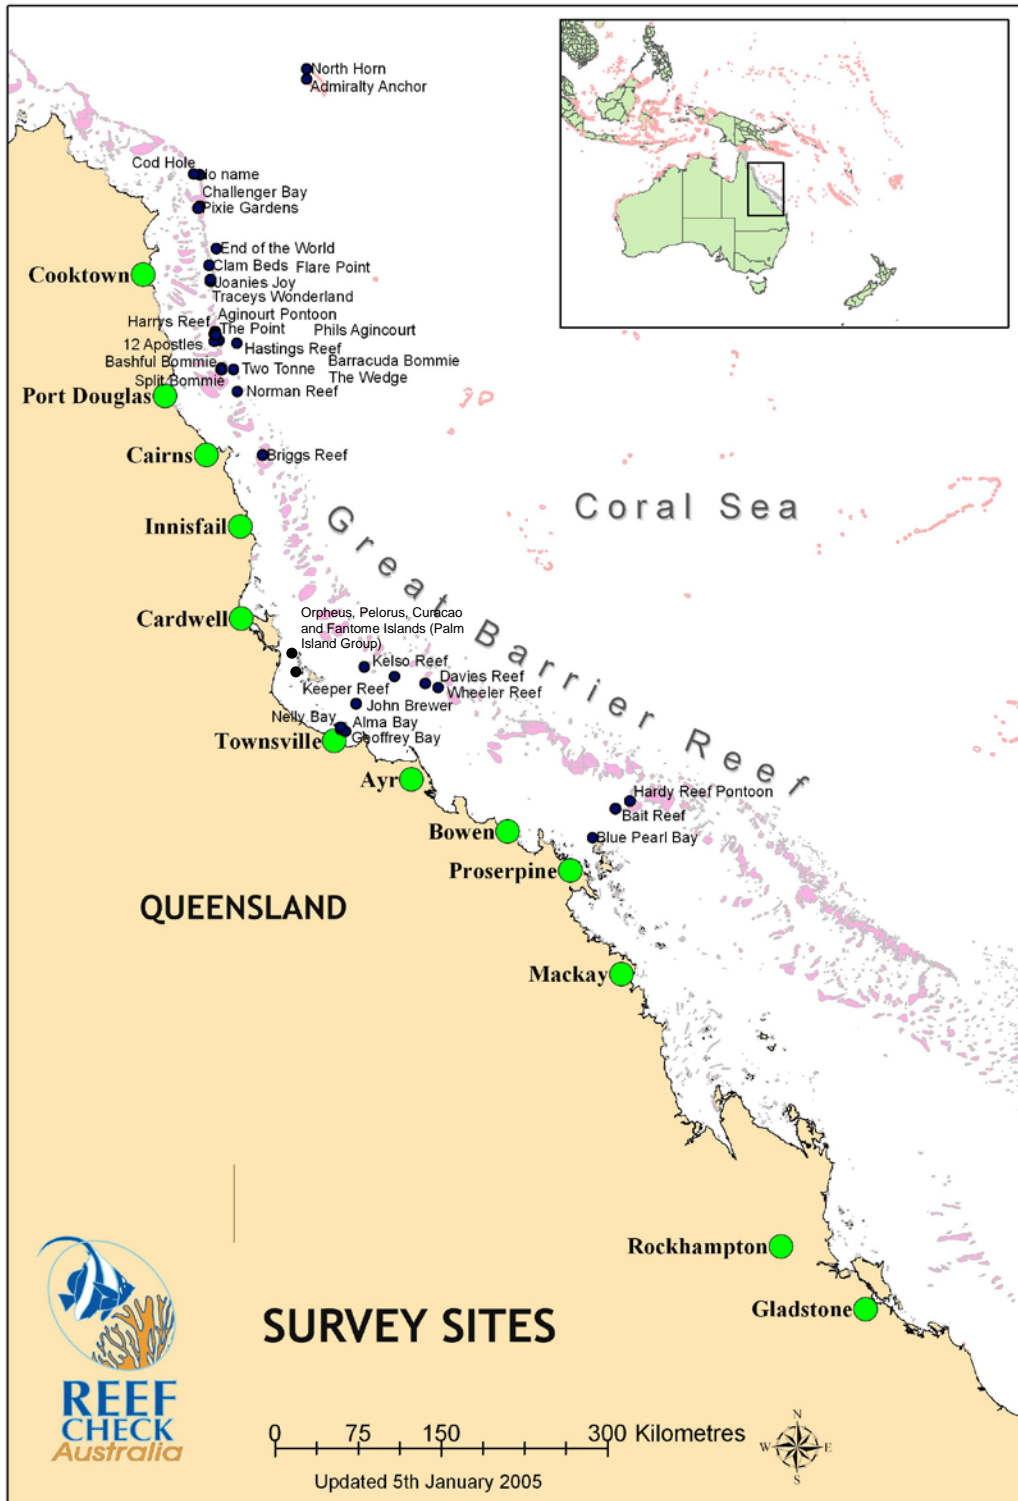 North Horn
Admiralty Anchor
Cod Hole
No name
Challenger Bay
Pixie Gardens
End of the World
Clam Beds
Flare Point
Cooktown
Joanies Joy
Traceys Wonderland
Aginourt Pontoon
Harrys Reef
The Point
Phils Agincourt
12 Apostles
Hastings Reef
Bashful Bommie
Barracuda Bommie
Two Tonne
The Wedge
Split Bommie
Port Douglas
Norman Reef
Cairns
Briggs Reef
Coral Sea
Innisfail
Great Barrier Reef
Cardwell
Orpheus, Pelorus, Curacao
and Fantome Islands (Palm
Island Group)
Kelso Reef
Davies Reef
Keeper Reef
Wheeler Reef
John Brewer
Nelly Bay
Alma Bay
Geoffrey Bay
Townsville
Ayr
Hardy Reef Pontoon
Bait Reef
Bowen
Blue Pearl Bay
Proserpine
QUEENSLAND
Mackay
Rockhampton
Gladstone
SURVEY SITES
REEF
CHECK
Australia
0 75 150 300 Kilometres
Updated 5th January 2005
N
W E
S